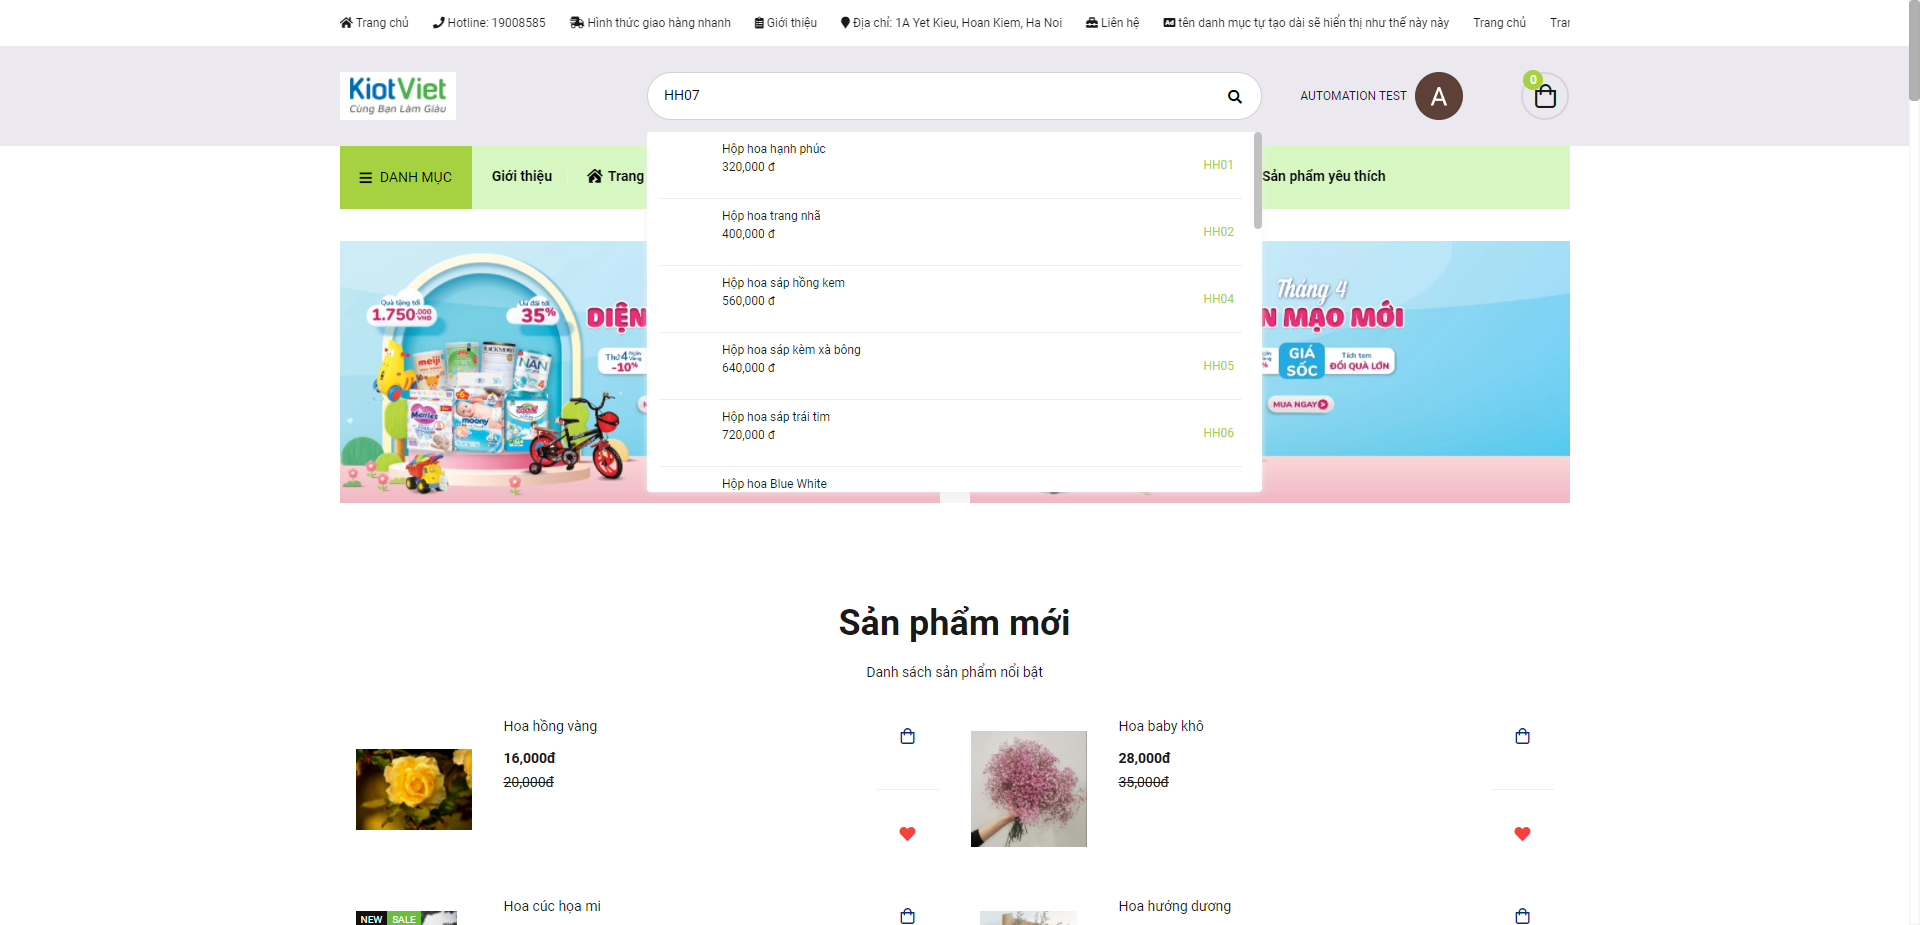 Trang chủ
Hotline: 19008585
Hình thức giao hàng nhanh
Giới thiệu
Địa chỉ: 1A Yet Kieu, Hoan Kiem, Ha Noi
Liên hệ
tên danh mục tự tạo dài sẽ hiển thị như thế này này
Trang chủ
KiotViet
Cùng Bạn Làm Giàu
HH07
AUTOMATION TEST
A
0
DANH MỤC
Giới thiệu
Trang
Sản phẩm yêu thích
Hộp hoa hạnh phúc
320,000 đ
HH01
Hộp hoa trang nhã
400,000 đ
HH02
Hộp hoa sáp hồng kem
560,000 đ
HH04
Hộp hoa sáp kèm xà bông
640,000 đ
HH05
Hộp hoa sáp trái tim
720,000 đ
HH06
Hộp hoa Blue White
Quà tặng tới
1.750.000
VNĐ
Ưu đãi tới
35%
DIỆN
Thứ 4
-10%
meiji
NAN
Merries
moony
Tháng 4
N MẠO MỚI
GIÁ
SỐC
Tích tem
ĐỔI QUÀ LỚN
MUA NGAY
Sản phẩm mới
Danh sách sản phẩm nổi bật
Hoa hồng vàng
16,000đ
20,000đ
Hoa baby khô
28,000đ
35,000đ
NEW
SALE
Hoa cúc họa mi
Hoa hướng dương